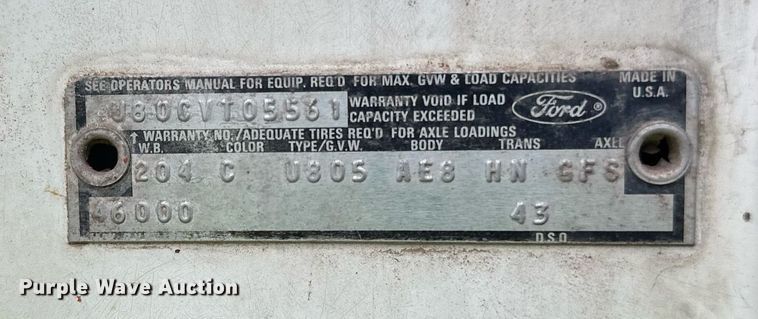 SEE OPERATORS MANUAL FOR EQUIP. REQ'D FOR MAX. GVW & LOAD CAPACITIES
MADE IN U.S.A.
U80CVT05561
WARRANTY VOID IF LOAD CAPACITY EXCEEDED
Ford ®
↑ WARRANTY NO./ADEQUATE TIRES REQ'D FOR AXLE LOADINGS
W.B. COLOR TYPE/G.V.W. BODY TRANS AXLE
204 C U805 AE8 HN GFS
46000 43
D.S.O.
Purple Wave Auction